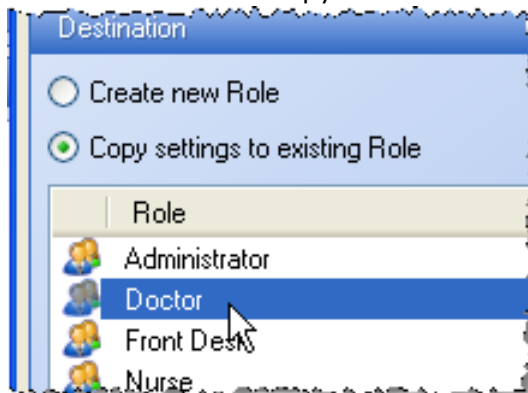 Destination
Create new Role
Copy settings to existing Role
Role
Administrator
Doctor
Front Desk
Nurse